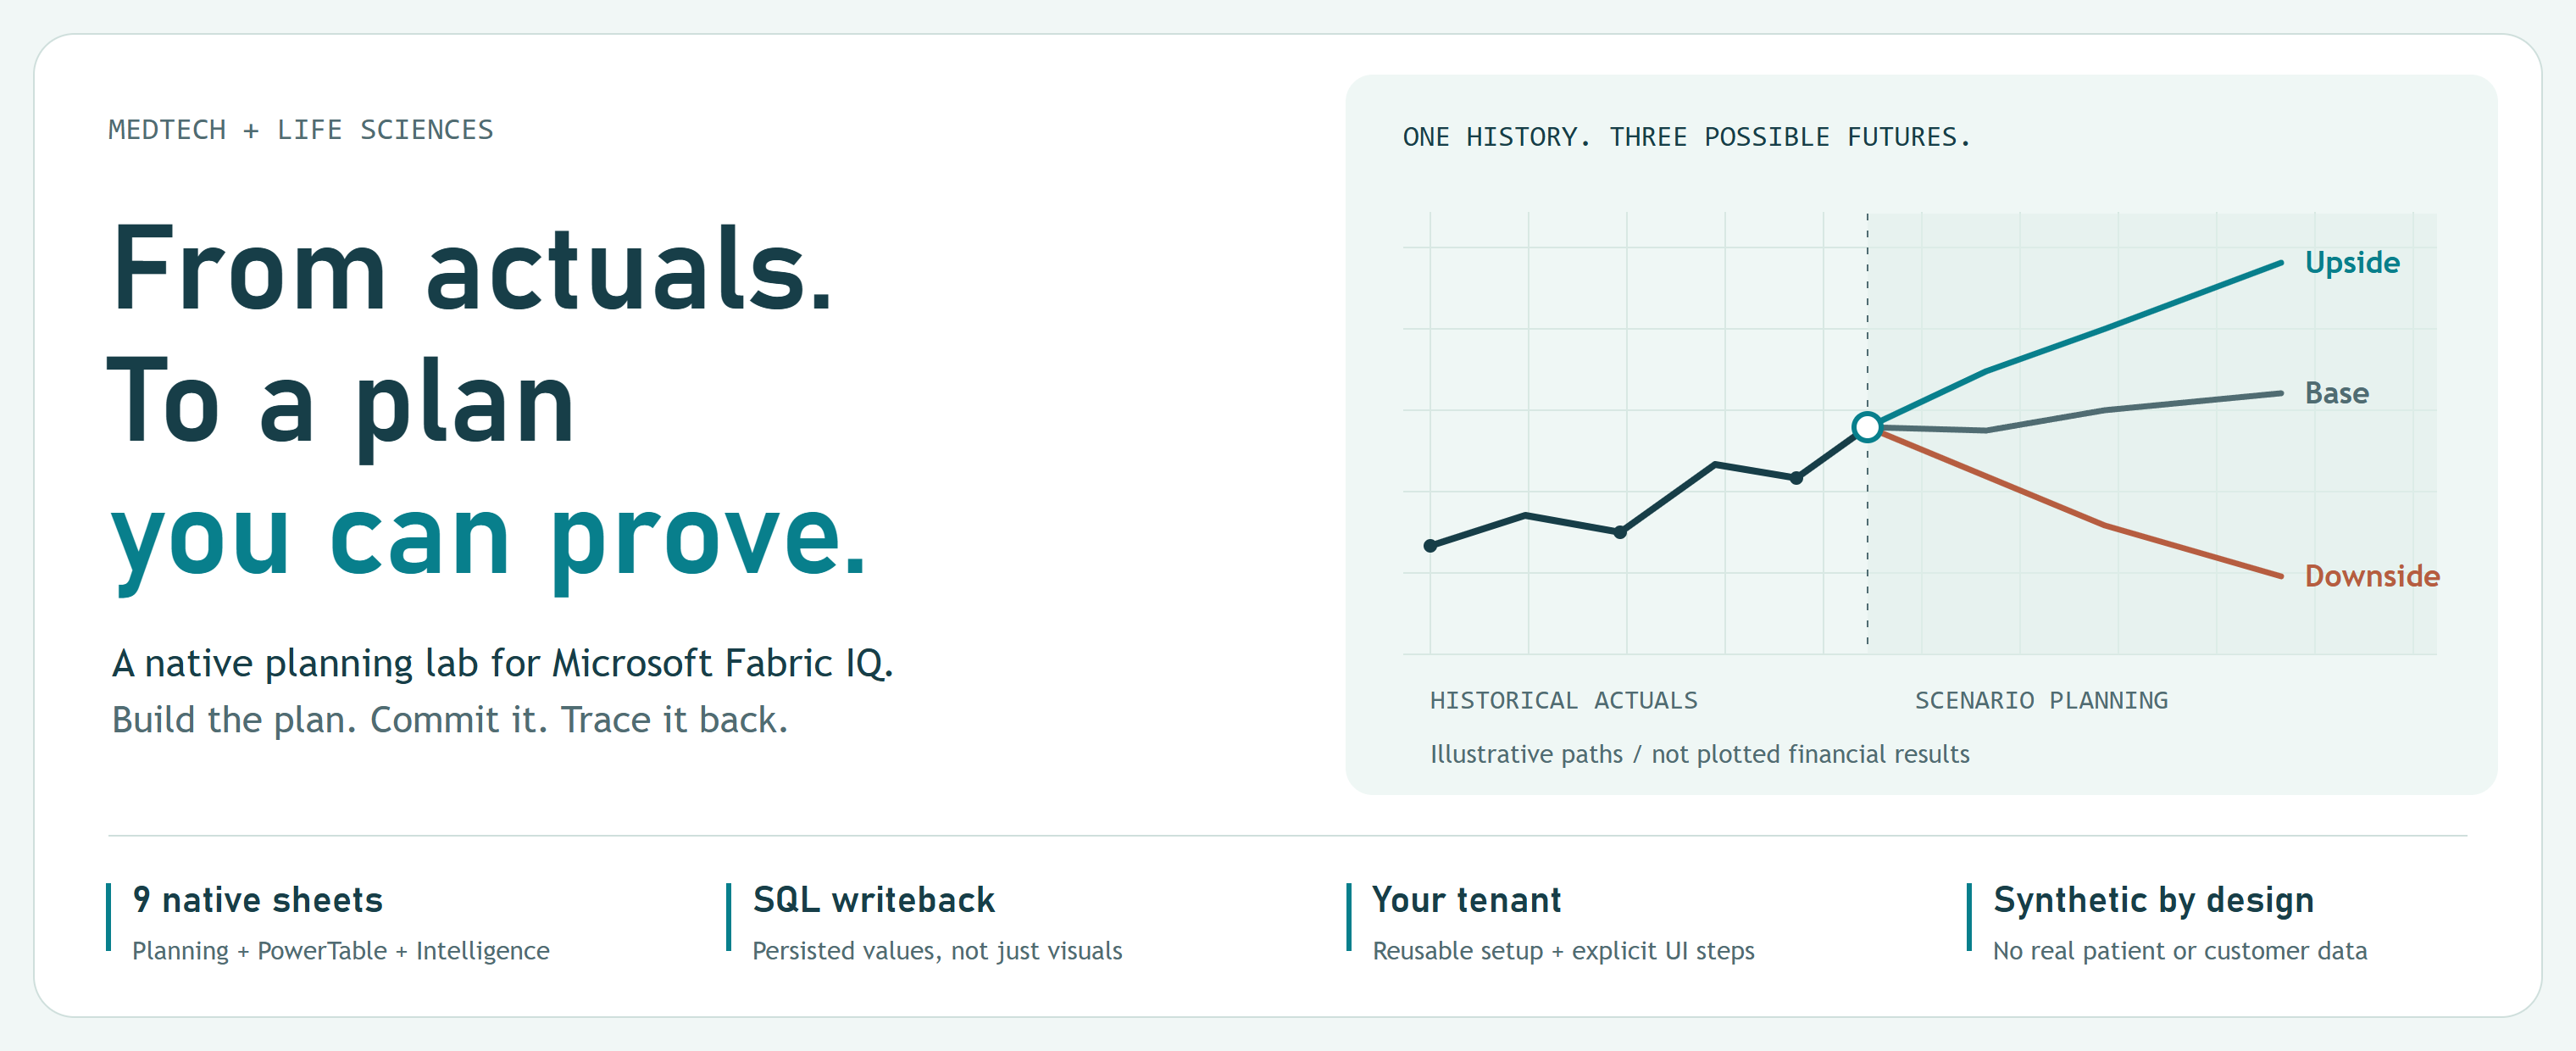 MEDTECH + LIFE SCIENCES
From actuals.
To a plan
you can prove.
A native planning lab for Microsoft Fabric IQ.
Build the plan. Commit it. Trace it back.
ONE HISTORY. THREE POSSIBLE FUTURES.
Upside
Base
Downside
HISTORICAL ACTUALS
SCENARIO PLANNING
Illustrative paths / not plotted financial results
9 native sheets
Planning + PowerTable + Intelligence
SQL writeback
Persisted values, not just visuals
Your tenant
Reusable setup + explicit UI steps
Synthetic by design
No real patient or customer data